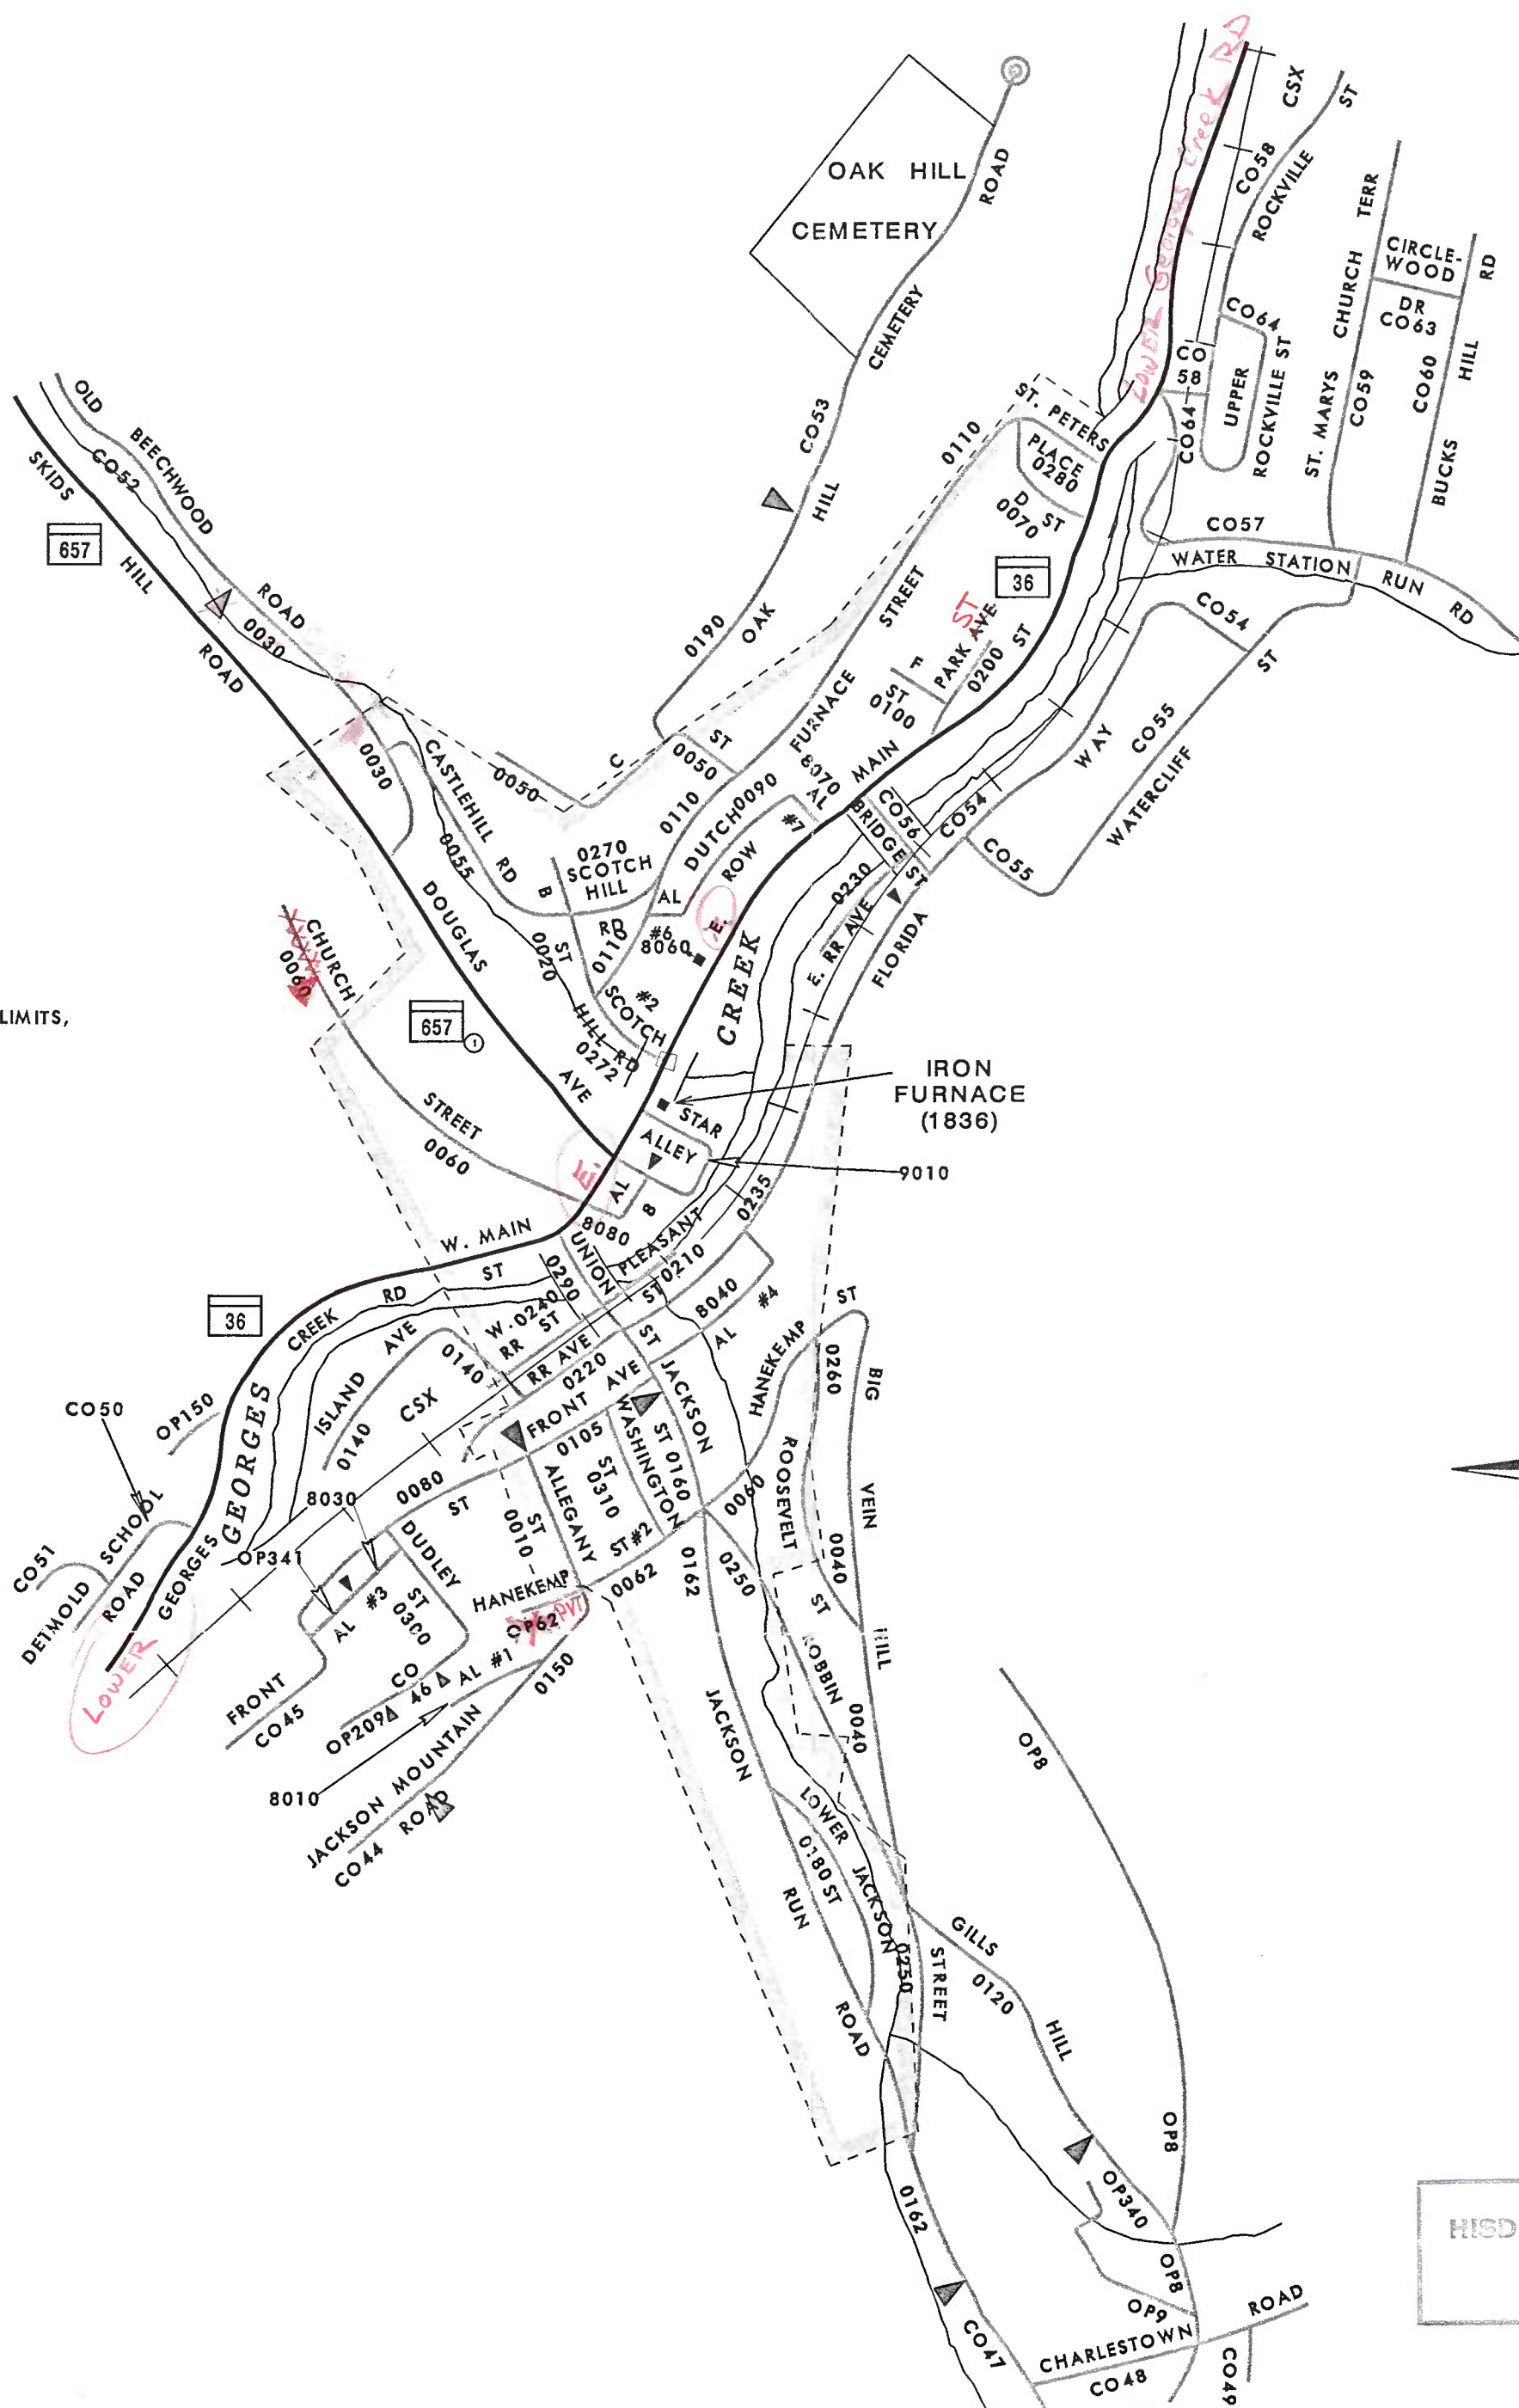 LOWER Georges Creek RD
CSX
ST
CO58
ROCKVILLE
OAK HILL
CEMETERY
ROAD
CEMETERY
CO53
HILL
OAK
0190
TERR
CHURCH
ST. MARYS
CO59
CIRCLE-
WOOD
DR
CO63
RD
HILL
BUCKS
CO60
CO64
CO
58
UPPER
ROCKVILLE ST
CO64
CO57
WATER STATION RUN RD
CO54
ST
CO55
WATERCLIFF
WAY
CO54
CO55
OLD BEECHWOOD ROAD
CO52
0030
SKIDS HILL ROAD
657
0030
ST. PETERS
PLACE
0280
0110
D ST
0070
36
ST
PARK AVE
0200
ST
F
ST
0100
STREET
FURNACE
8070
AL
#7
MAIN
C ST
0050
0050
CASTLEHILL RD
0055
0110
DUTCH
0090
ROW
AL
#6
8060
E.
0270
SCOTCH
HILL
RD
B
ST
0020
0110
#2
SCOTCH
HILL RD
0272
CO56
BRIDGE ST
0230
E. RR AVE
FLORIDA
CREEK
DOUGLAS
AVE
657
1
CHURCH
0060
STREET
0060
LIMITS,
IRON
FURNACE
(1836)
STAR
ALLEY
9010
E.
AL
8
8080
0235
PLEASANT
ST
0210
W. MAIN
ST
UNION
ST
0290
W. 0240
RR ST
RR AVE
0220
8040
AL #4
36
GEORGES
CREEK
RD
ISLAND AVE
0140
0140
CSX
OP150
CO50
GEORGES
CO51
DETMOLD SCHOOL
ROAD
LOWER
8030
OP341
0080
ST
FRONT AVE
0105
JACKSON
ST 0160
WASHINGTON
ST
0310
ALLEGANY
ST
0010
ST #2
HANEKEMP
0062
OP62
PVT
DUDLEY
ST
0300
AL #3
FRONT
CO45
CO
46
OP209
AL #1
8010
0150
JACKSON MOUNTAIN
ROAD
CO44
HANEKEMP ST
0060
0260
BIG
VEIN
HILL
0040
0040
ROOSEVELT
ST
0250
ROBBIN
0162
JACKSON
RUN
ROAD
LOWER
JACKSON
0180 ST
0250
STREET
GILLS
0120
HILL
OP8
OP8
OP340
OP8
OP9
0162
CO47
CHARLESTOWN ROAD
CO48
CO49
HISD